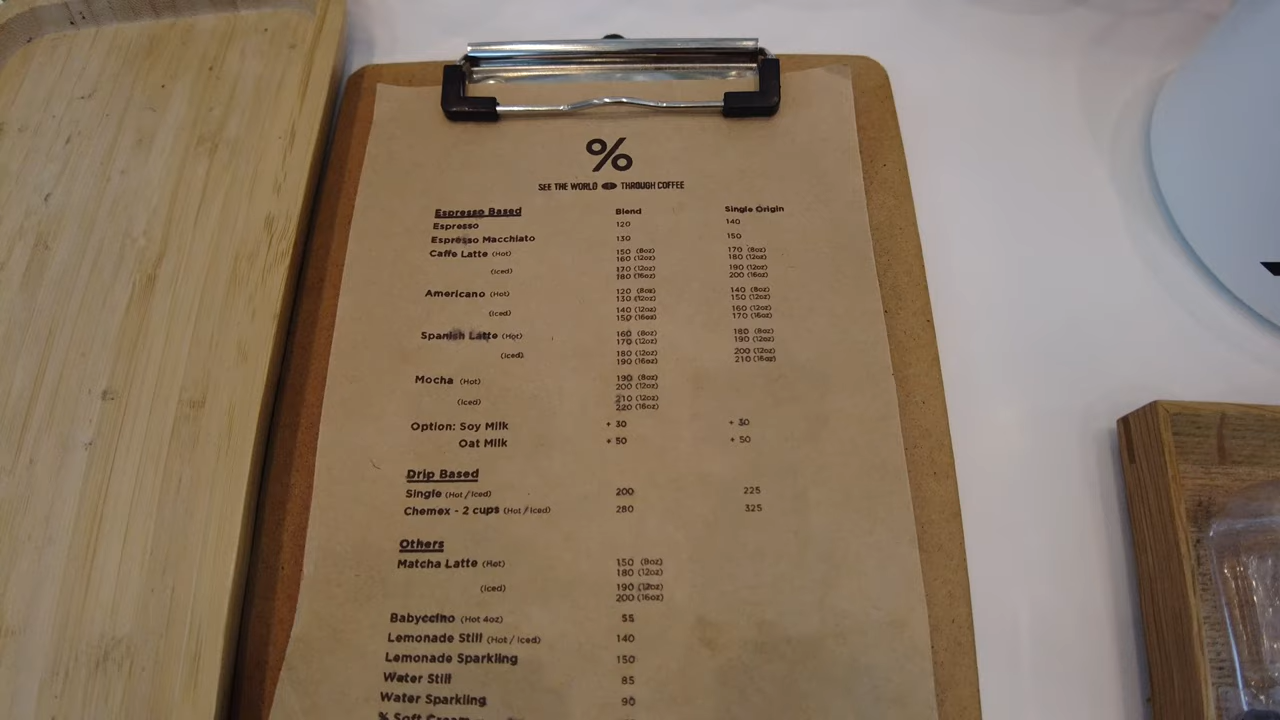 %
SEE THE WORLD THROUGH COFFEE
Espresso Based Blend Single Origin
Espresso 120 140
Espresso Macchiato 130 150
Caffe Latte (Hot) 150 (8oz) 170 (8oz)
160 (12oz) 180 (12oz)
(Iced) 170 (12oz) 190 (12oz)
180 (16oz) 200 (16oz)
Americano (Hot) 120 (8oz) 140 (8oz)
130 (12oz) 150 (12oz)
(Iced) 140 (12oz) 160 (12oz)
150 (16oz) 170 (16oz)
Spanish Latte (Hot) 160 (8oz) 180 (8oz)
170 (12oz) 190 (12oz)
(Iced) 180 (12oz) 200 (12oz)
190 (16oz) 210 (16oz)
Mocha (Hot) 190 (8oz)
200 (12oz)
(Iced) 210 (12oz)
220 (16oz)
Option: Soy Milk + 30 + 30
Oat Milk + 50 + 50
Drip Based
Single (Hot / Iced) 200 225
Chemex - 2 cups (Hot / Iced) 280 325
Others
Matcha Latte (Hot) 150 (8oz)
180 (12oz)
(Iced) 190 (12oz)
200 (16oz)
Babyccino (Hot 4oz) 55
Lemonade Still (Hot / Iced) 140
Lemonade Sparkling 150
Water Still 85
Water Sparkling 90
% Soft Cream